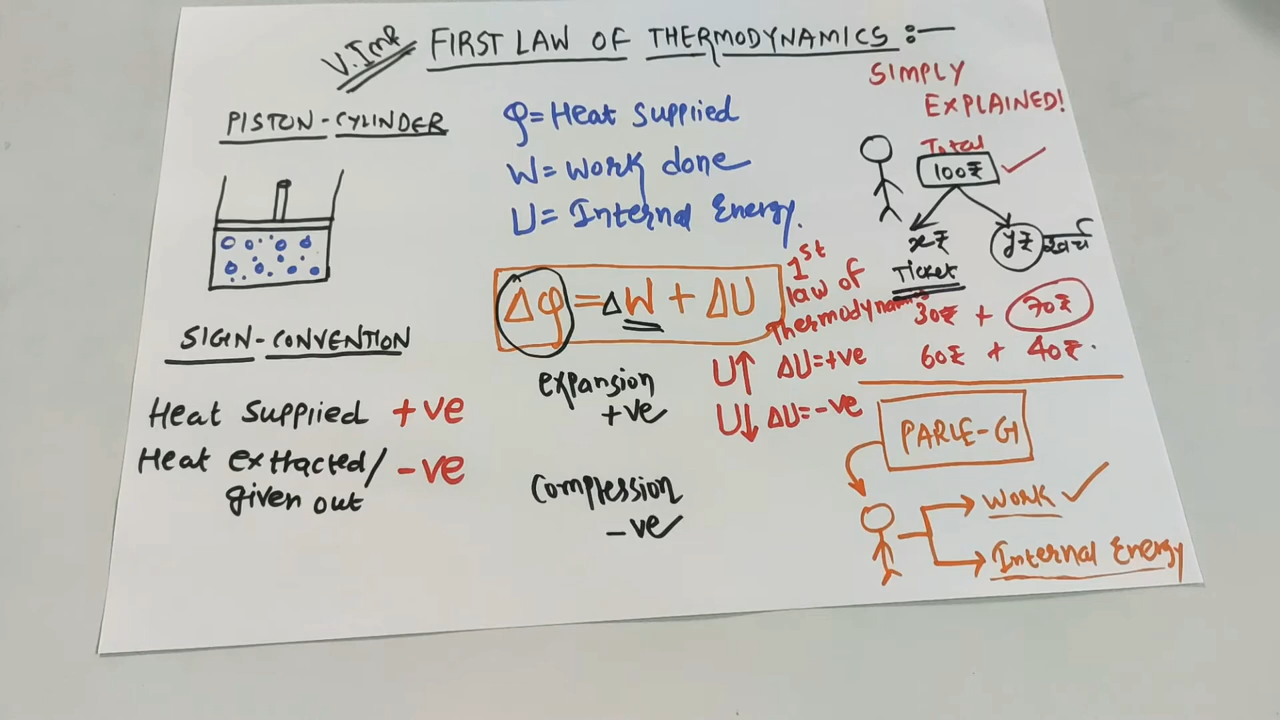 V.Imp FIRST LAW OF THERMODYNAMICS :—
SIMPLY
EXPLAINED!
PISTON-CYLINDER
Q= Heat Supplied
W= Work done
U= Internal Energy.
ΔQ = ΔW + ΔU
1st
law of
Thermodynamics
SIGN-CONVENTION
Heat Supplied +ve
Heat extracted/ -ve
given out
expansion
+ve
Compression
-ve
U↑ ΔU=+ve
U↓ ΔU=-ve
Total
100₹
x₹ y₹ खर्चा
Ticket
30₹ + 70₹
60₹ + 40₹.
PARLE-G
WORK
Internal Energy